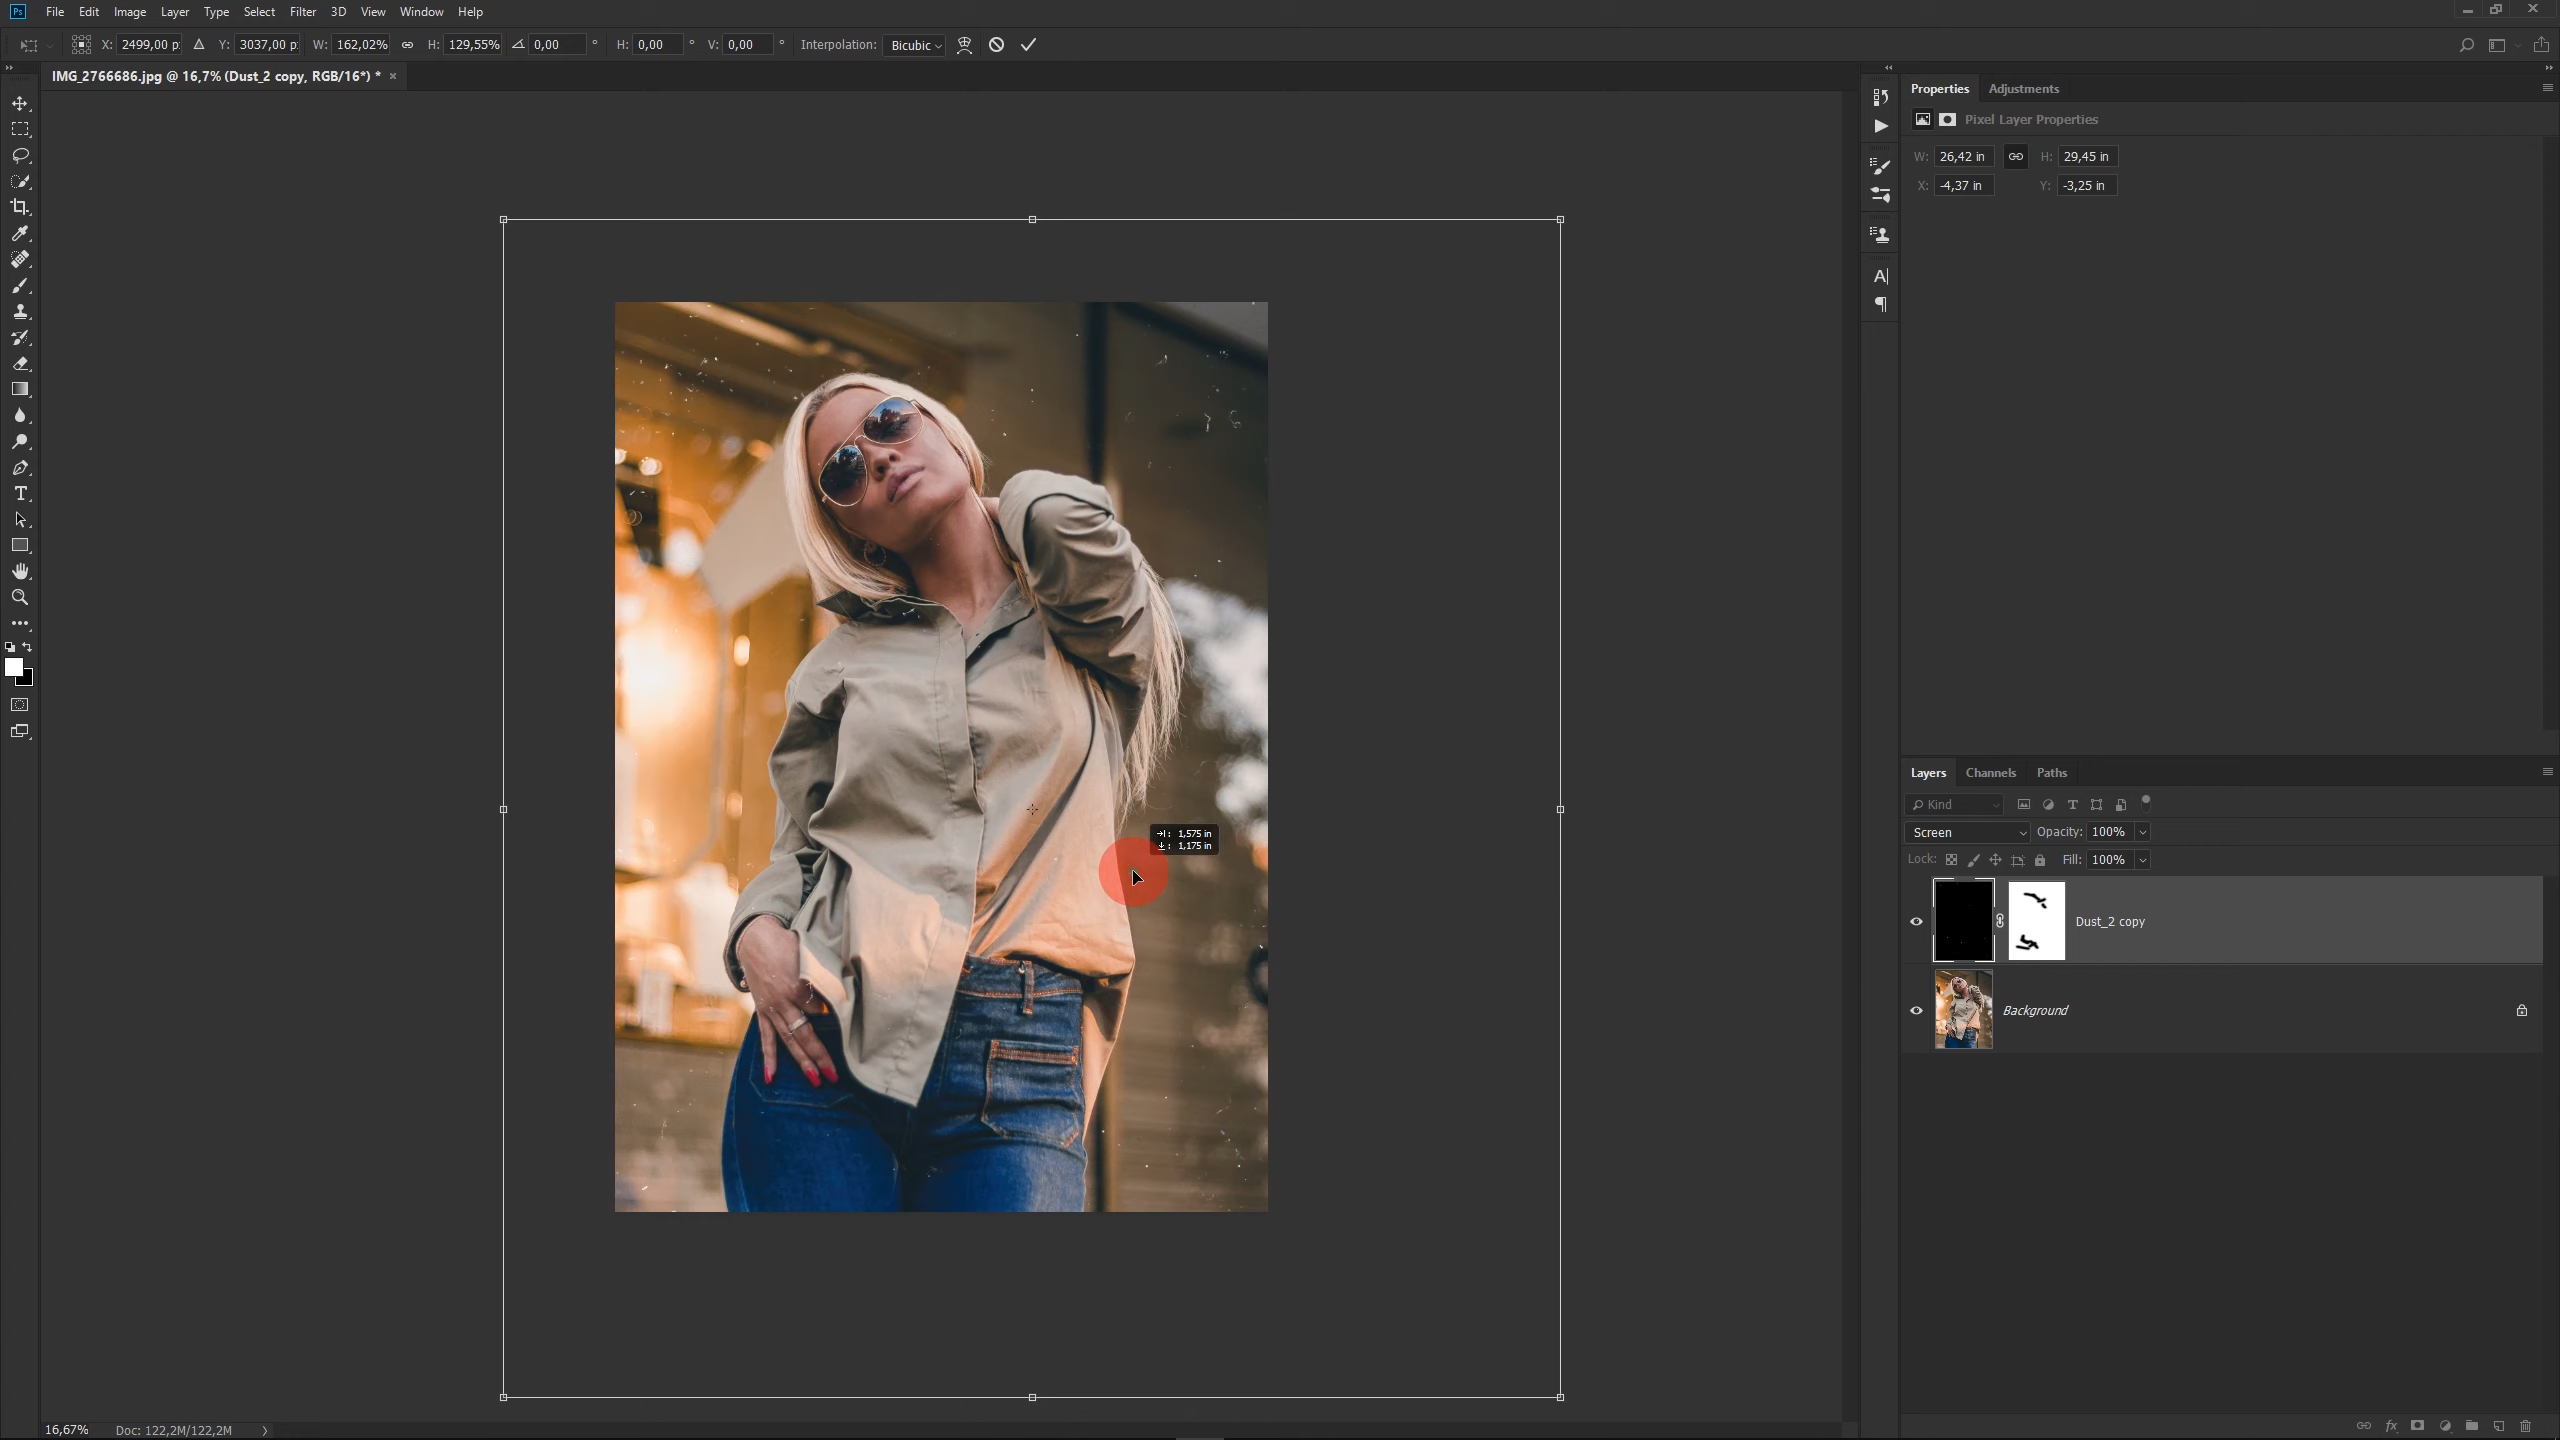 Ps File Edit Image Layer Type Select Filter 3D View Window Help
X: 2499,00 p Y: 3037,00 p W: 162,02% H: 129,55% 0,00 ° H: 0,00 ° V: 0,00 ° Interpolation: Bicubic
IMG_2766686.jpg @ 16,7% (Dust_2 copy, RGB/16*) * ×
Properties Adjustments
Pixel Layer Properties
W: 26,42 in H: 29,45 in
X: -4,37 in Y: -3,25 in
1,575 in
1,175 in
Layers Channels Paths
Kind
Screen Opacity: 100%
Lock: Fill: 100%
Dust_2 copy
Background
16,67% Doc: 122,2M/122,2M